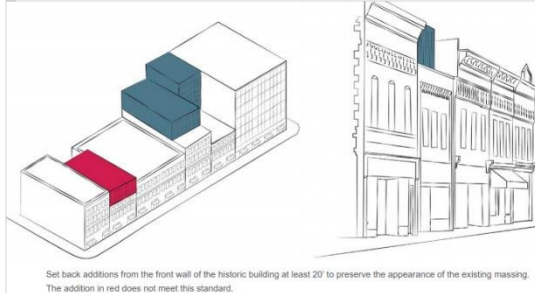 Set back additions from the front wall of the historic building at least 20' to preserve the appearance of the existing massing.
The addition in red does not meet this standard.